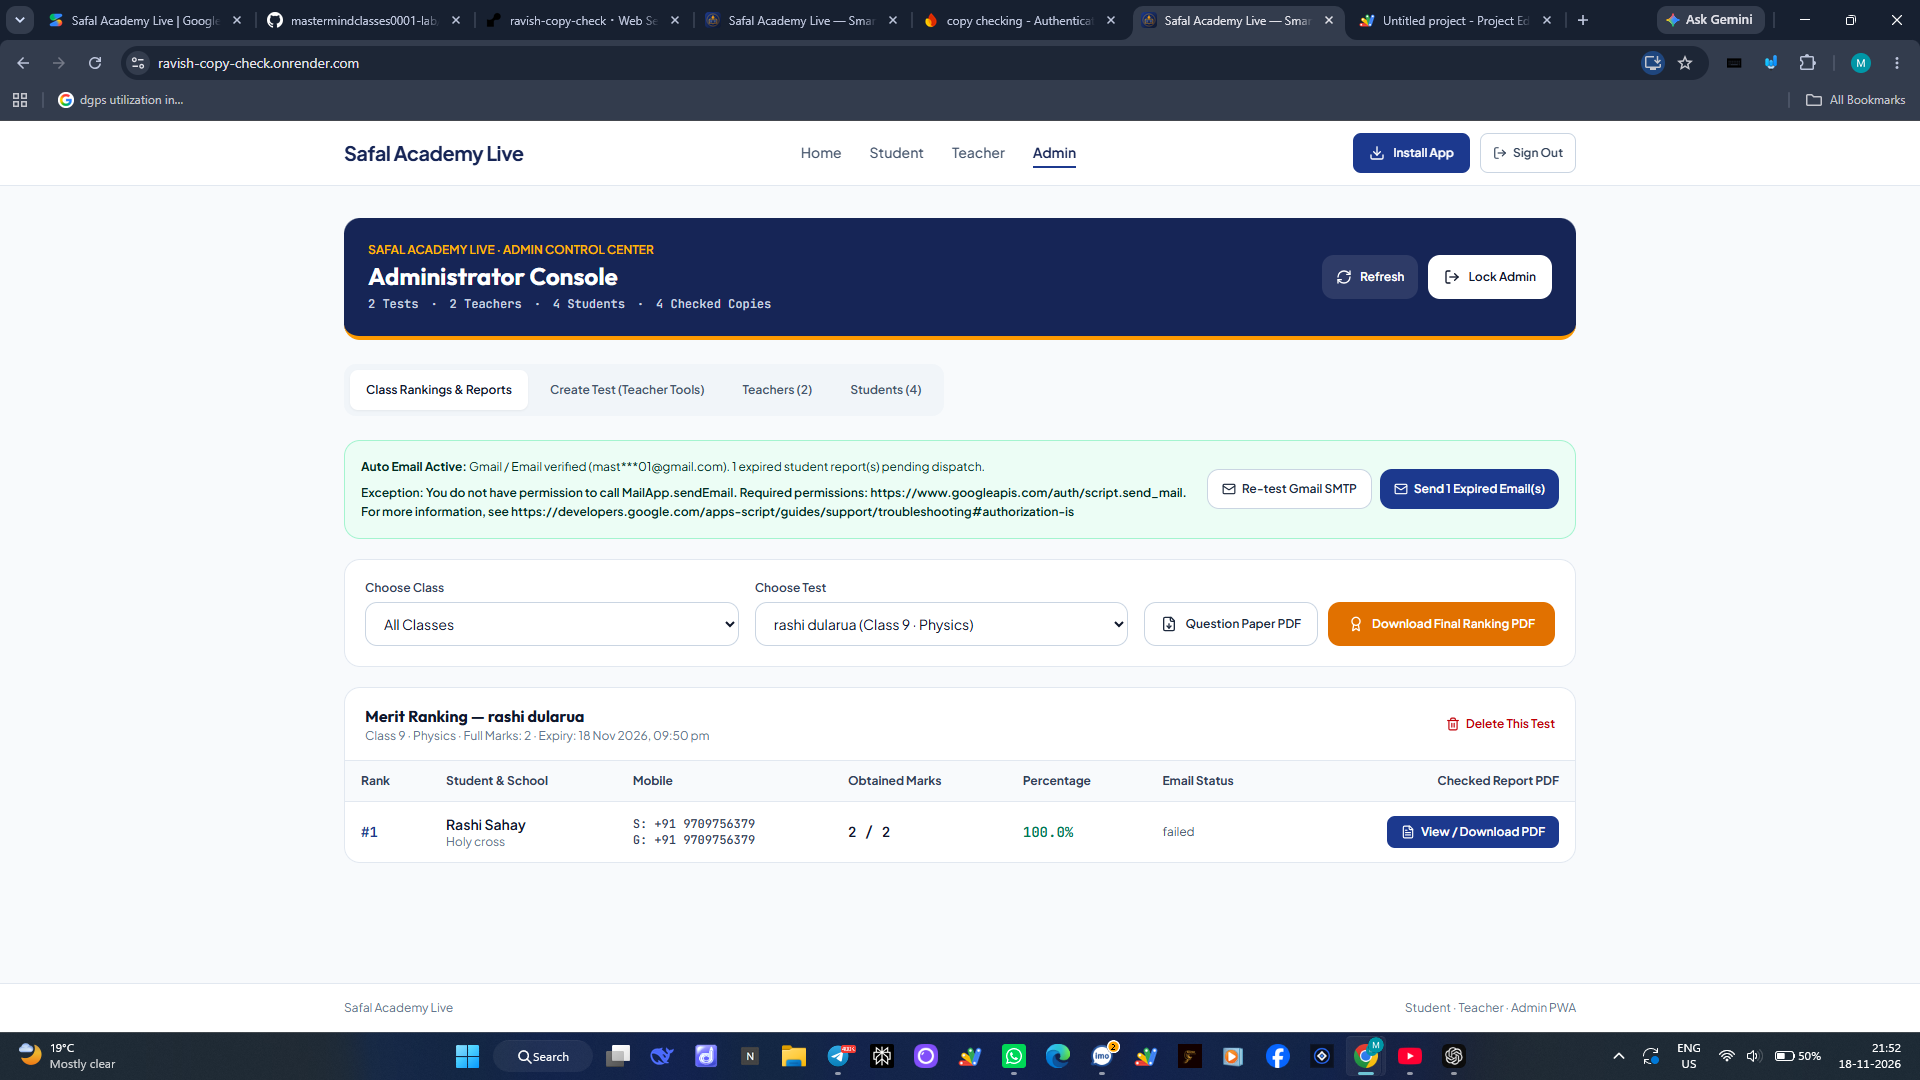 Safal Academy Live | Google
mastermindclasses0001-lab
ravish-copy-check · Web Se
Safal Academy Live — Smar
copy checking - Authenticat
Safal Academy Live — Smar
Untitled project - Project Ed
Ask Gemini
ravish-copy-check.onrender.com
M
dgps utilization in...
All Bookmarks
Safal Academy Live
Home
Student
Teacher
Admin
Install App
Sign Out
SAFAL ACADEMY LIVE · ADMIN CONTROL CENTER
Administrator Console
2 Tests · 2 Teachers · 4 Students · 4 Checked Copies
Refresh
Lock Admin
Class Rankings & Reports
Create Test (Teacher Tools)
Teachers (2)
Students (4)
Auto Email Active: Gmail / Email verified (mast***01@gmail.com). 1 expired student report(s) pending dispatch.
Exception: You do not have permission to call MailApp.sendEmail. Required permissions: https://www.googleapis.com/auth/script.send_mail.
For more information, see https://developers.google.com/apps-script/guides/support/troubleshooting#authorization-is
Re-test Gmail SMTP
Send 1 Expired Email(s)
Choose Class
Choose Test
All Classes
rashi dularua (Class 9 · Physics)
Question Paper PDF
Download Final Ranking PDF
Merit Ranking — rashi dularua
Class 9 · Physics · Full Marks: 2 · Expiry: 18 Nov 2026, 09:50 pm
Delete This Test
Rank
Student & School
Mobile
Obtained Marks
Percentage
Email Status
Checked Report PDF
#1
Rashi Sahay
Holy cross
S: +91 9709756379
G: +91 9709756379
2 / 2
100.0%
failed
View / Download PDF
Safal Academy Live
Student · Teacher · Admin PWA
19°C
Mostly clear
Search
N
imo
2
M
ENG
US
50%
21:52
18-11-2026